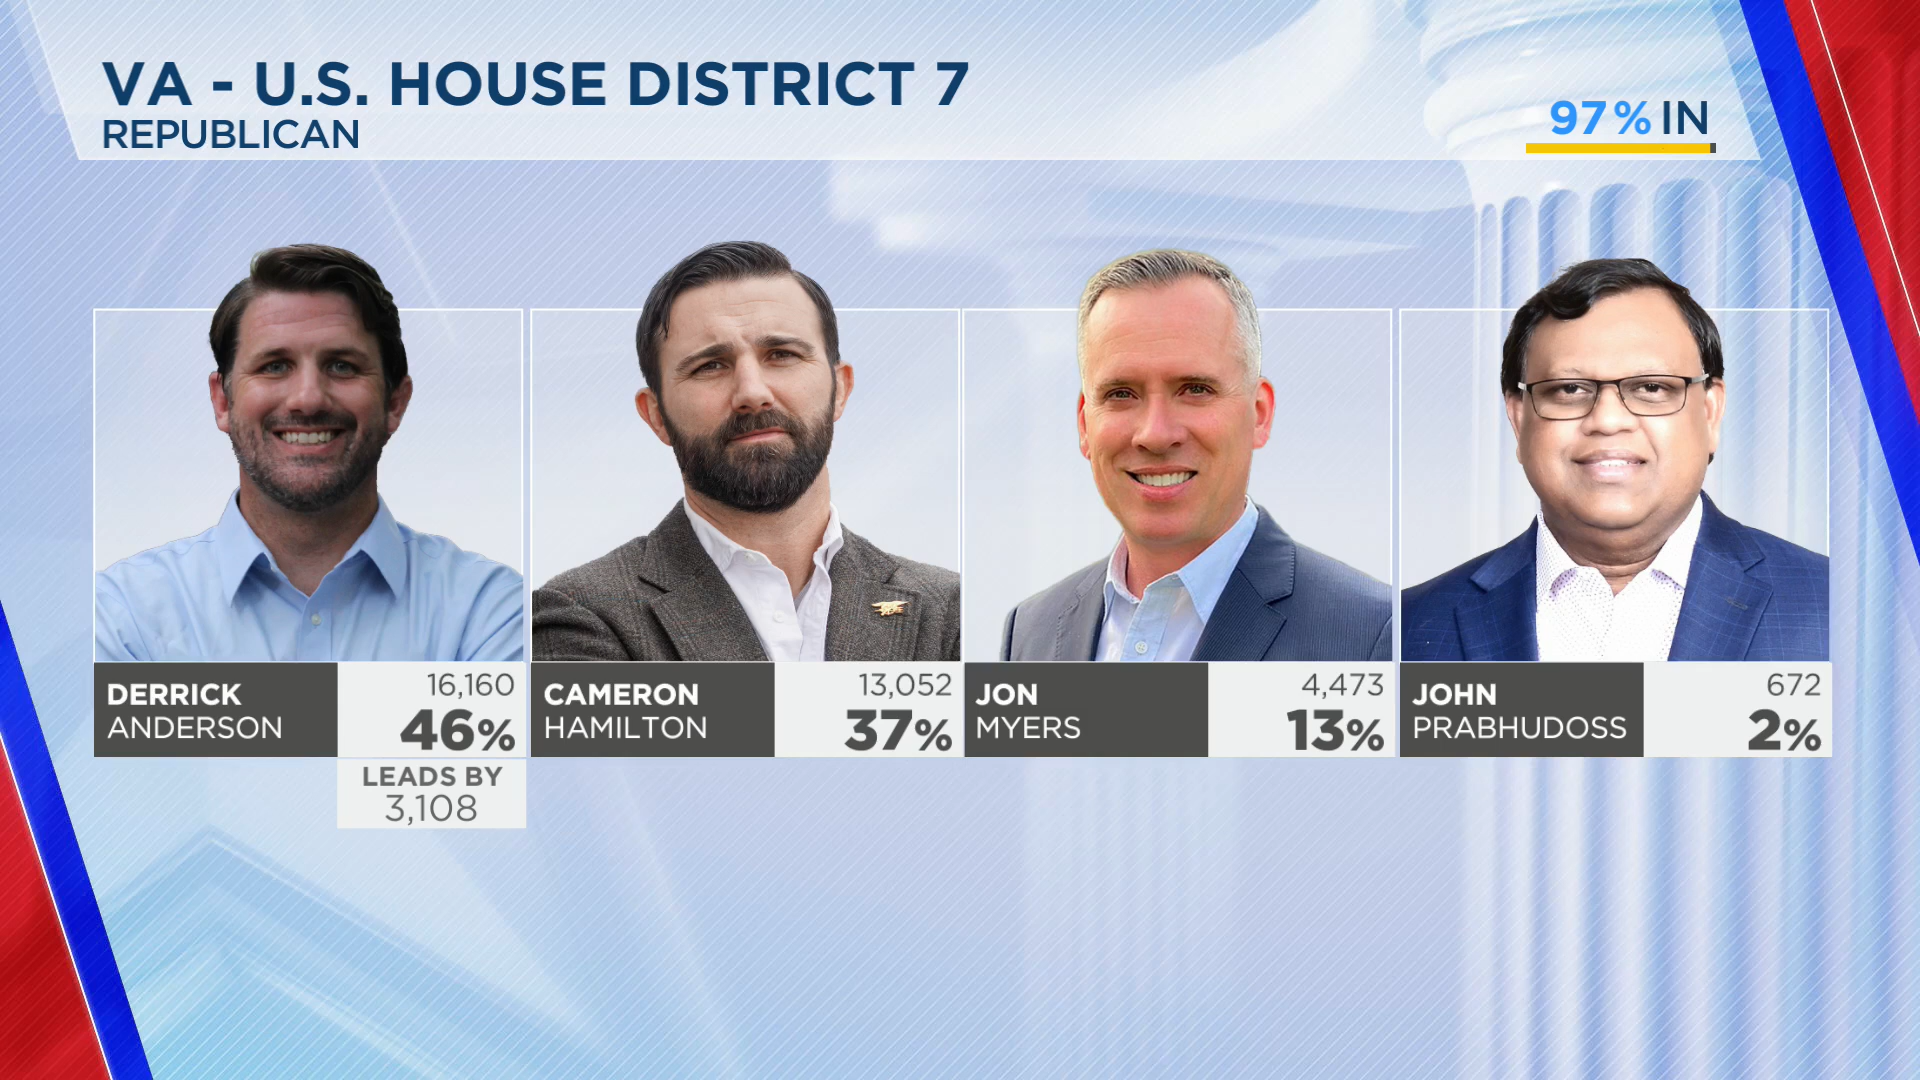 VA - U.S. HOUSE DISTRICT 7
REPUBLICAN
97% IN
DERRICK
ANDERSON
16,160
46%
LEADS BY
3,108
CAMERON
HAMILTON
13,052
37%
JON
MYERS
4,473
13%
JOHN
PRABHUDOSS
672
2%